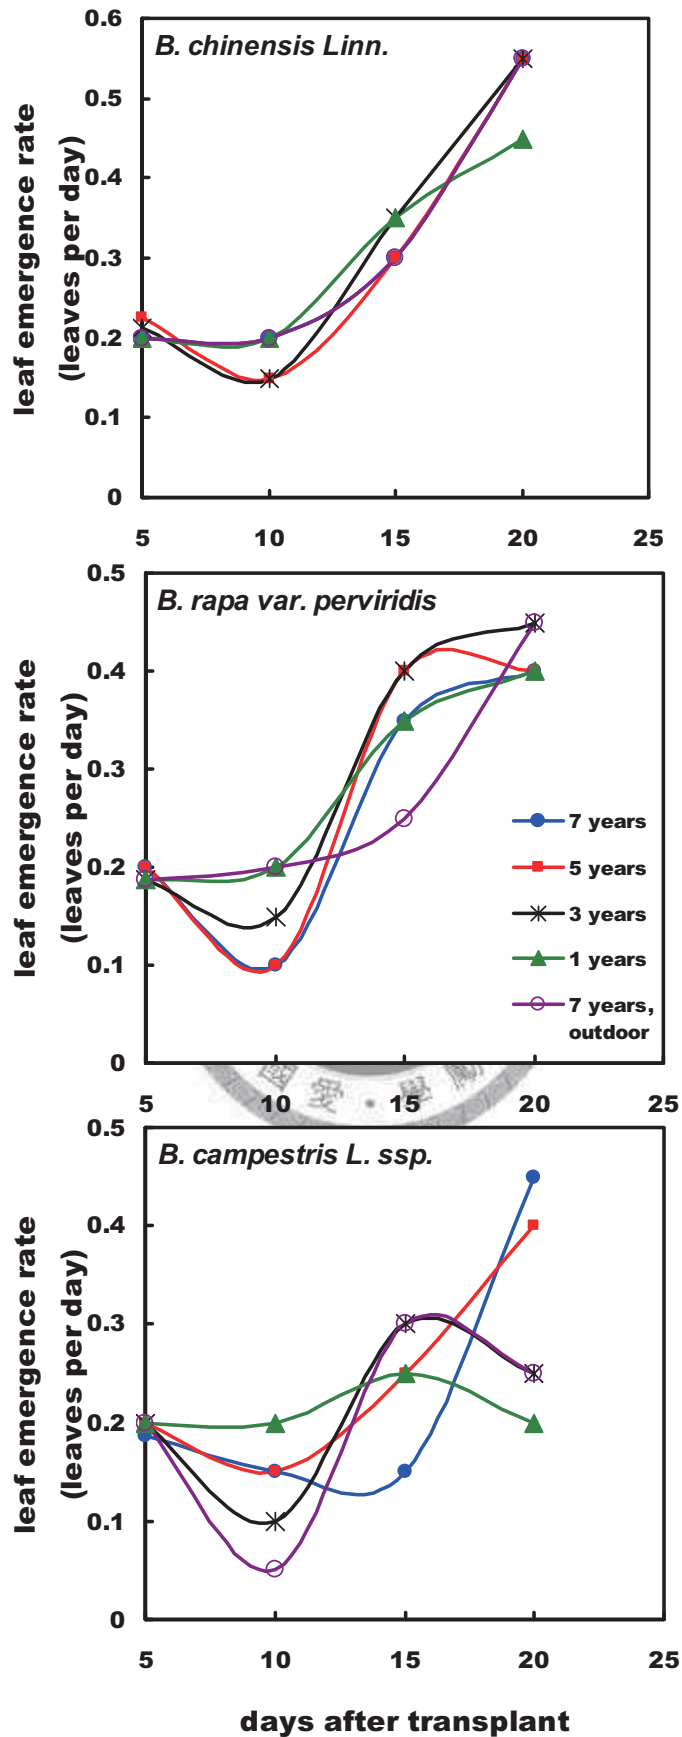 B. chinensis Linn.
0.6
0.5
0.4
0.3
0.2
0.1
0
leaf emergence rate
(leaves per day)
5 10 15 20 25
B. rapa var. perviridis
0.5
0.4
0.3
0.2
0.1
0
leaf emergence rate
(leaves per day)
7 years
5 years
3 years
1 years
7 years,
outdoor
5 10 15 20 25
國 愛 · 學
B. campestris L. ssp.
0.5
0.4
0.3
0.2
0.1
0
leaf emergence rate
(leaves per day)
5 10 15 20 25
days after transplant